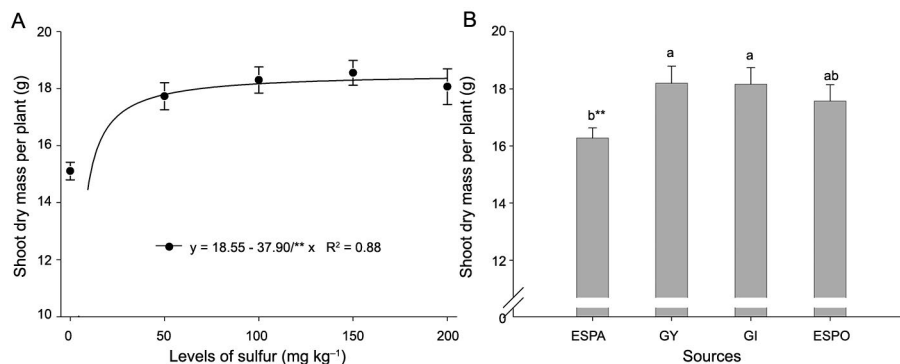 A
20
18
16
14
12
10
Shoot dry mass per plant (g)
y = 18.55 - 37.90/** x R² = 0.88
0 50 100 150 200
Levels of sulfur (mg kg⁻¹)
B
20
18
16
14
12
0
Shoot dry mass per plant (g)
b** a a ab
ESPA GY GI ESPO
Sources